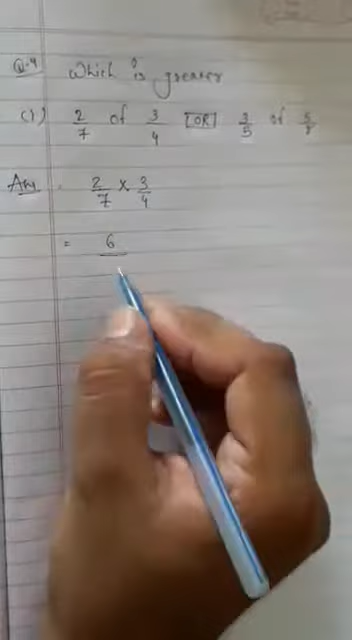 Q.4 Which is greater
(i) 2/7 of 3/4 [OR] 3/5 of 5/8
Ans. 2/7 x 3/4
= 6